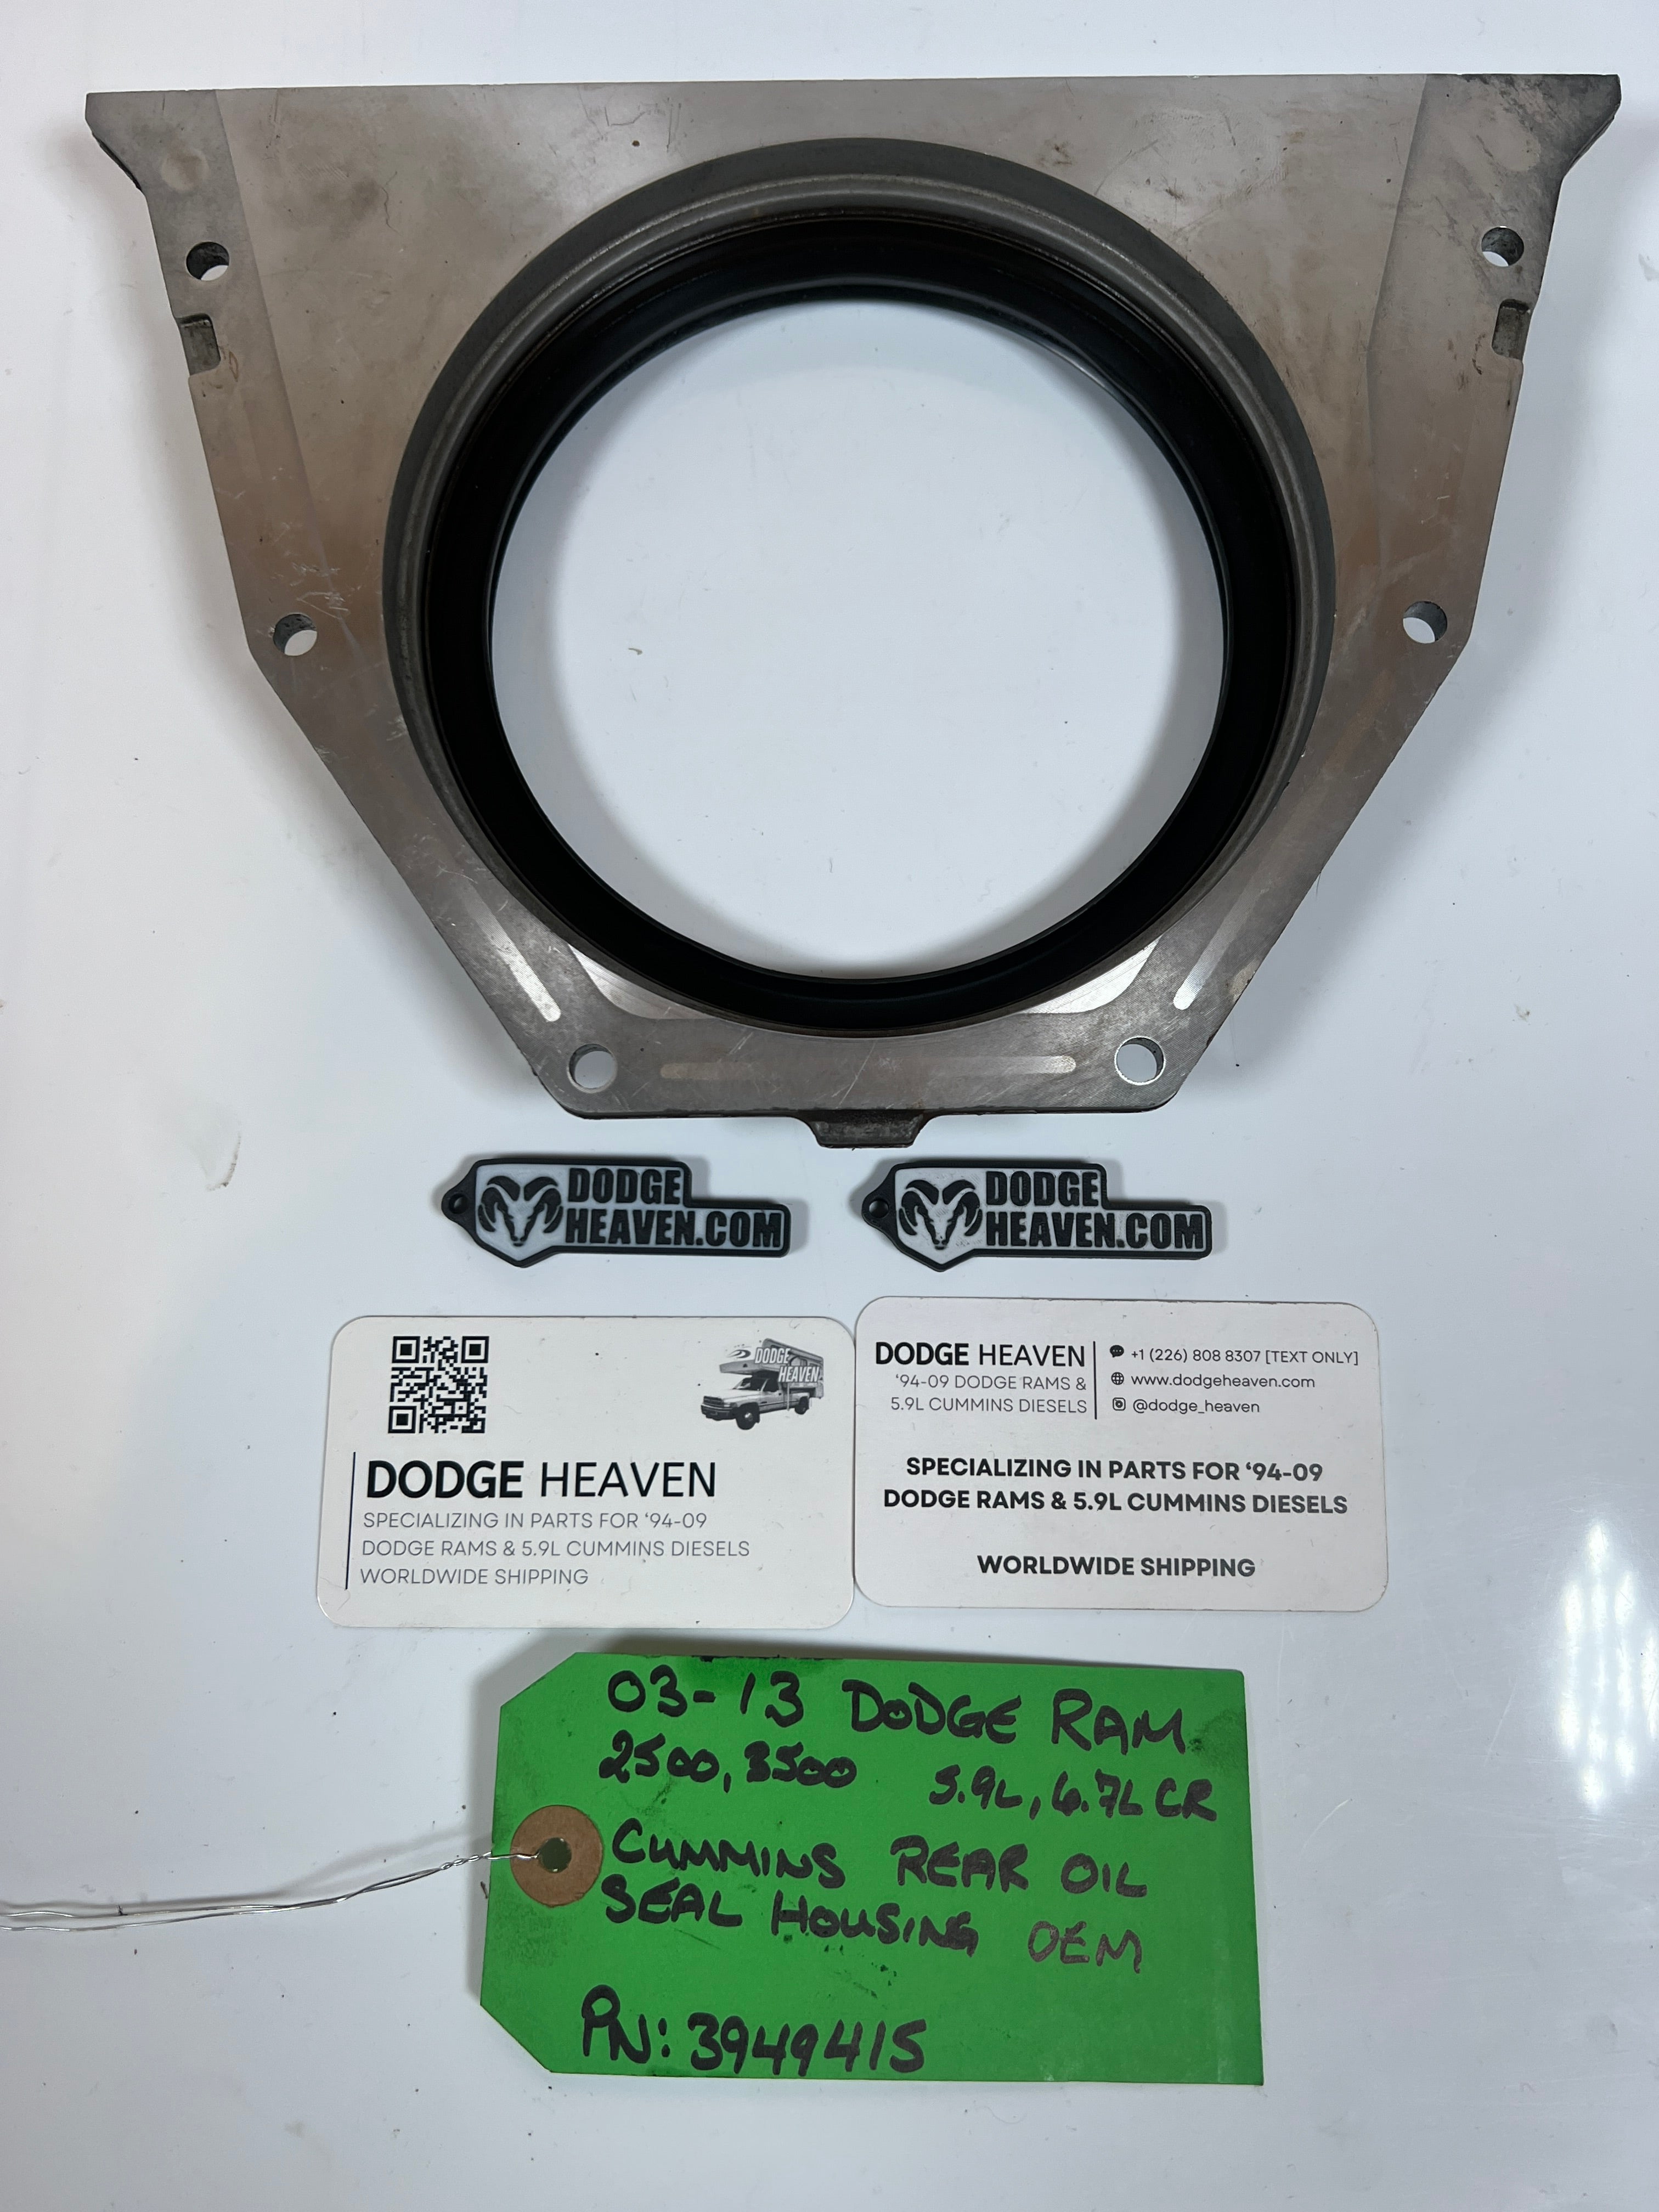 DODGE
HEAVEN.COM
DODGE
HEAVEN.COM
DODGE
HEAVEN
DODGE HEAVEN
SPECIALIZING IN PARTS FOR ‘94-09
DODGE RAMS & 5.9L CUMMINS DIESELS
WORLDWIDE SHIPPING
DODGE HEAVEN
‘94-09 DODGE RAMS &
5.9L CUMMINS DIESELS
+1 (226) 808 8307 [TEXT ONLY]
www.dodgeheaven.com
@dodge_heaven
SPECIALIZING IN PARTS FOR ‘94-09
DODGE RAMS & 5.9L CUMMINS DIESELS
WORLDWIDE SHIPPING
03-13 DODGE RAM
2500, 3500 5.9L, 6.7L CR
CUMMINS REAR OIL
SEAL HOUSING OEM
PN: 3949415